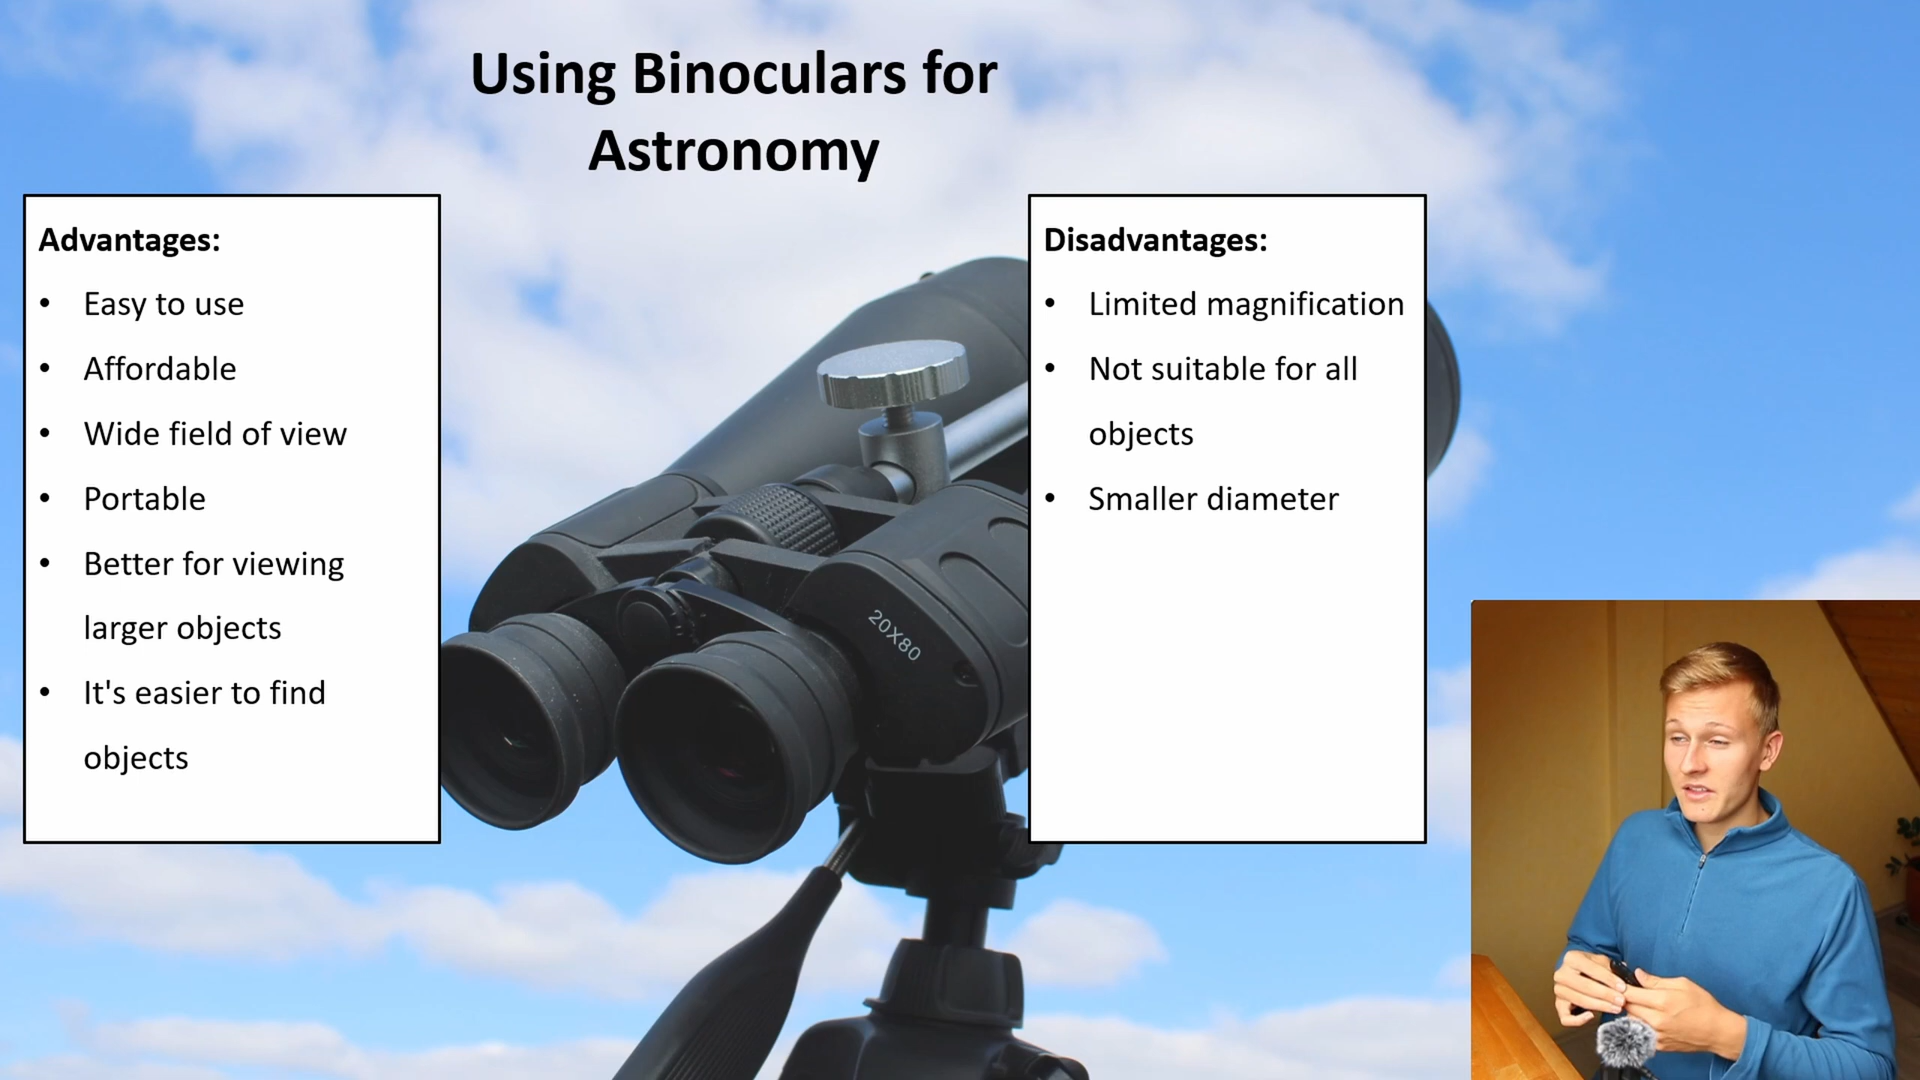 Using Binoculars for
Astronomy
Advantages:
• Easy to use
• Affordable
• Wide field of view
• Portable
• Better for viewing
larger objects
• It's easier to find
objects
Disadvantages:
• Limited magnification
• Not suitable for all
objects
• Smaller diameter
20X80